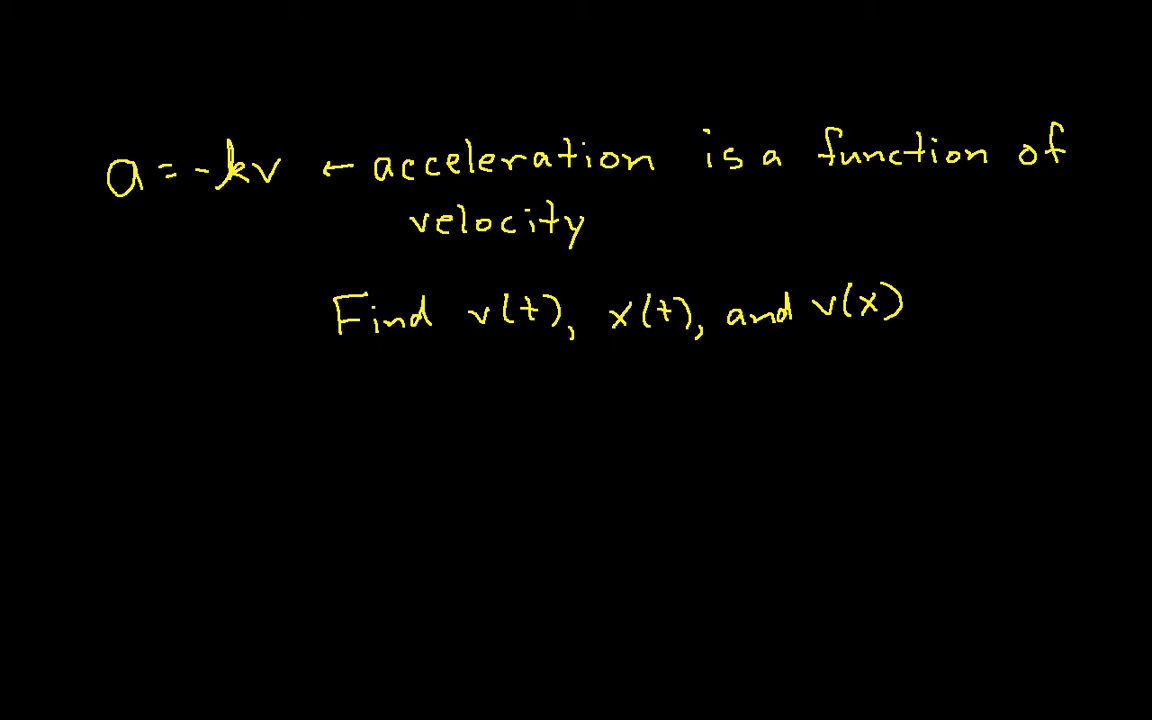 a = -kv ← acceleration is a function of
velocity
Find v(t), x(t), and v(x)